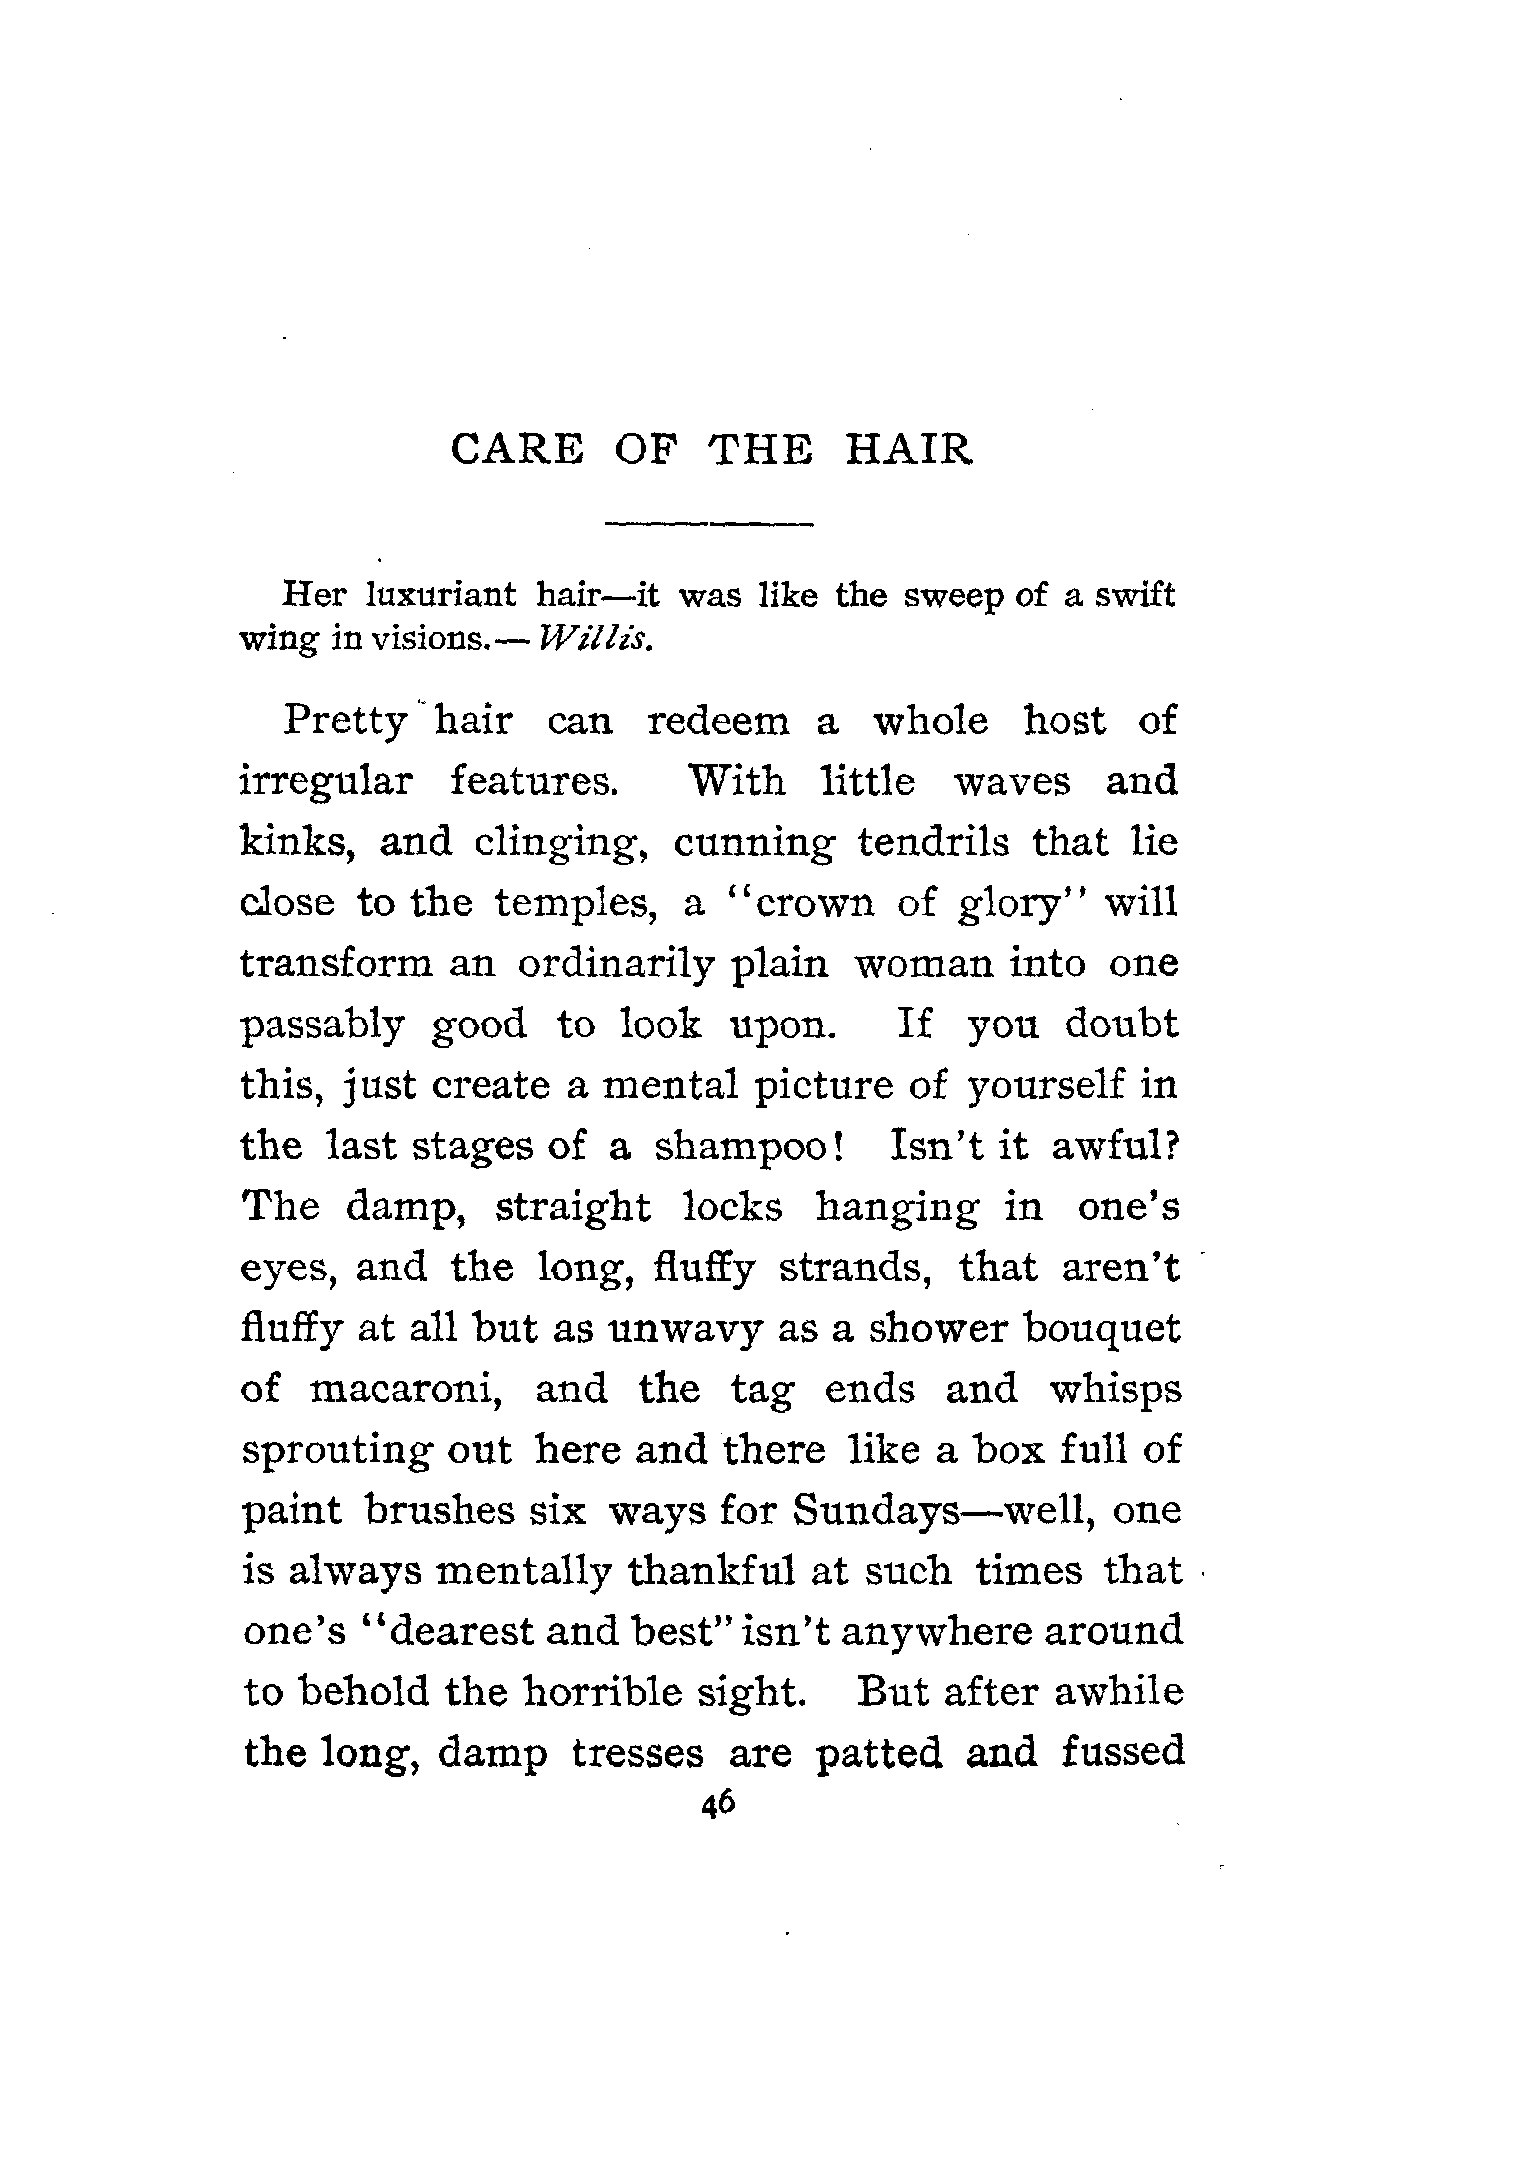 CARE OF THE HAIR
Her luxuriant hair—it was like the sweep of a swift
wing in visions.—Willis.
Pretty hair can redeem a whole host of
irregular features. With little waves and
kinks, and clinging, cunning tendrils that lie
close to the temples, a "crown of glory" will
transform an ordinarily plain woman into one
passably good to look upon. If you doubt
this, just create a mental picture of yourself in
the last stages of a shampoo! Isn't it awful?
The damp, straight locks hanging in one's
eyes, and the long, fluffy strands, that aren't
fluffy at all but as unwavy as a shower bouquet
of macaroni, and the tag ends and whisps
sprouting out here and there like a box full of
paint brushes six ways for Sundays—well, one
is always mentally thankful at such times that
one's "dearest and best" isn't anywhere around
to behold the horrible sight. But after awhile
the long, damp tresses are patted and fussed
46